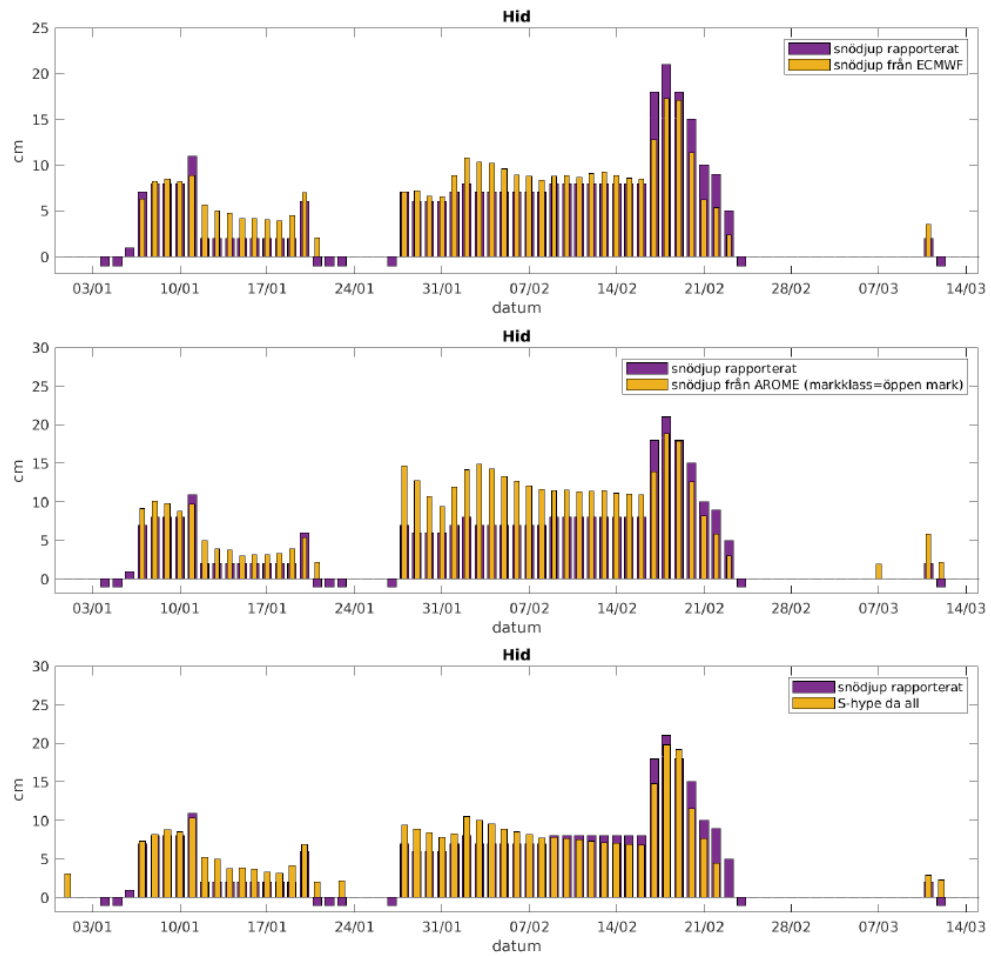 Hid
25
20
15
10
5
0
cm
snödjup rapporterat
snödjup från ECMWF
03/01 10/01 17/01 24/01 31/01 07/02 14/02 21/02 28/02 07/03 14/03
datum
Hid
30
25
20
15
10
5
0
cm
snödjup rapporterat
snödjup från AROME (markklass=öppen mark)
03/01 10/01 17/01 24/01 31/01 07/02 14/02 21/02 28/02 07/03 14/03
datum
Hid
30
25
20
15
10
5
0
cm
snödjup rapporterat
S-hype da all
03/01 10/01 17/01 24/01 31/01 07/02 14/02 21/02 28/02 07/03 14/03
datum